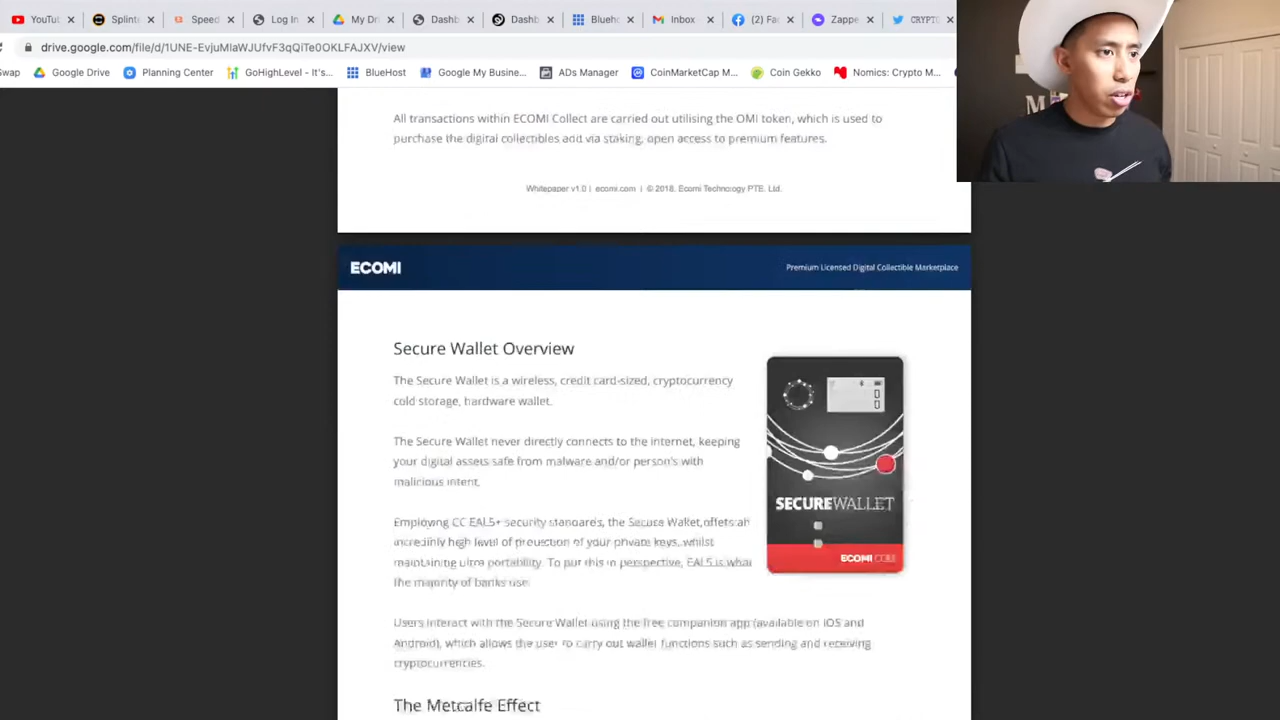 YouTub
Splinte
Speed
Log In
My Dri
Dashb
Dashb
Blueho
Inbox
(2) Fac
Zappe
CRYPTO
drive.google.com/file/d/1UNE-EvjuMlaWJUfvF3qQiTe0OKLFAJXV/view
Swap
Google Drive
Planning Center
GoHighLevel - It's...
BlueHost
Google My Busine...
ADs Manager
CoinMarketCap M...
Coin Gekko
Nomics: Crypto M...
All transactions within ECOMI Collect are carried out utilising the OMI token, which is used to
purchase the digital collectibles and via staking, open access to premium features.
Whitepaper v1.0 | ecomi.com | © 2018. Ecomi Technology PTE. Ltd.
ECOMI
Premium Licensed Digital Collectible Marketplace
Secure Wallet Overview
The Secure Wallet is a wireless, credit card-sized, cryptocurrency
cold storage, hardware wallet.
The Secure Wallet never directly connects to the internet, keeping
your digital assets safe from malware and/or person's with
malicious intent.
Employing CC EAL5+ security standards, the Secure Wallet offers an
high level of protection of your private keys, whilst
maintaining ultra portability. To put this in perspective, EAL5 is what
the majority of banks use.
Users interact with the Secure Wallet using the free companion app (available on iOS and
Android), which allows the user to carry out wallet functions such as sending and receiving
cryptocurrencies.
The Metcalfe Effect
SECUREWALLET
ECOMI
M